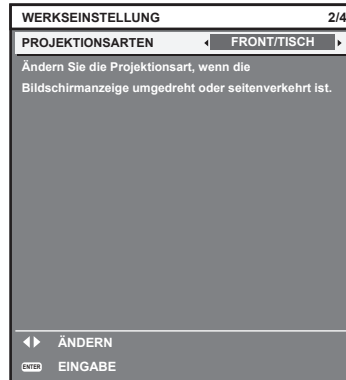 WERKSEINSTELLUNG 2/4
PROJEKTIONSARTEN FRONT/TISCH
Ändern Sie die Projektionsart, wenn die
Bildschirmanzeige umgedreht oder seitenverkehrt ist.
ÄNDERN
ENTER EINGABE